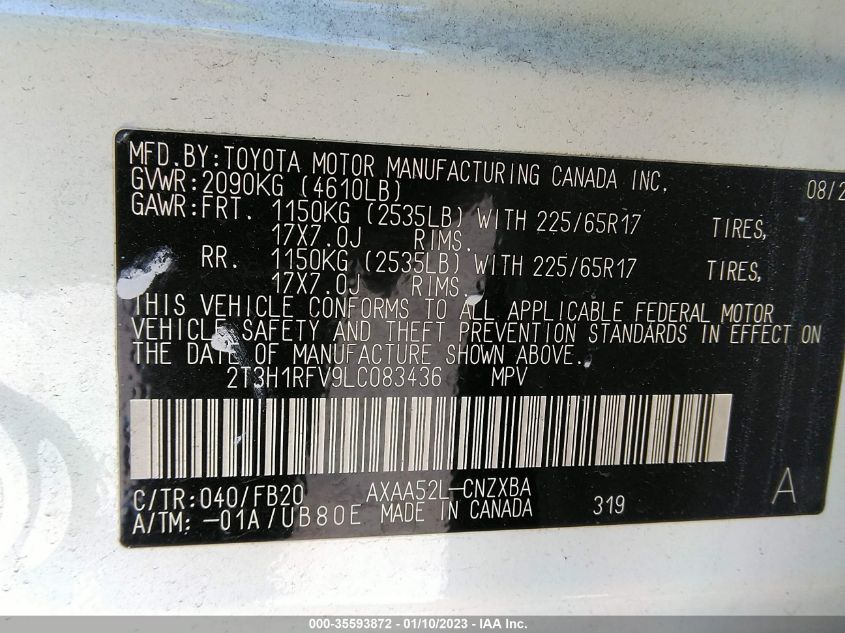 MFD.BY:TOYOTA MOTOR MANUFACTURING CANADA INC. 08/2
GVWR:2090KG (4610LB)
GAWR:FRT. 1150KG (2535LB) WITH 225/65R17 TIRES,
17X7.0J RIMS.
RR. 1150KG (2535LB) WITH 225/65R17 TIRES,
17X7.0J RIMS.
THIS VEHICLE CONFORMS TO ALL APPLICABLE FEDERAL MOTOR
VEHICLE SAFETY AND THEFT PREVENTION STANDARDS IN EFFECT ON
THE DATE OF MANUFACTURE SHOWN ABOVE.
2T3H1RFV9LC083436 MPV
C/TR:040/FB20 AXAA52L-CNZXBA
A/TM: -01A/UB80E MADE IN CANADA 319 A
000-35593872 - 01/10/2023 - IAA Inc.